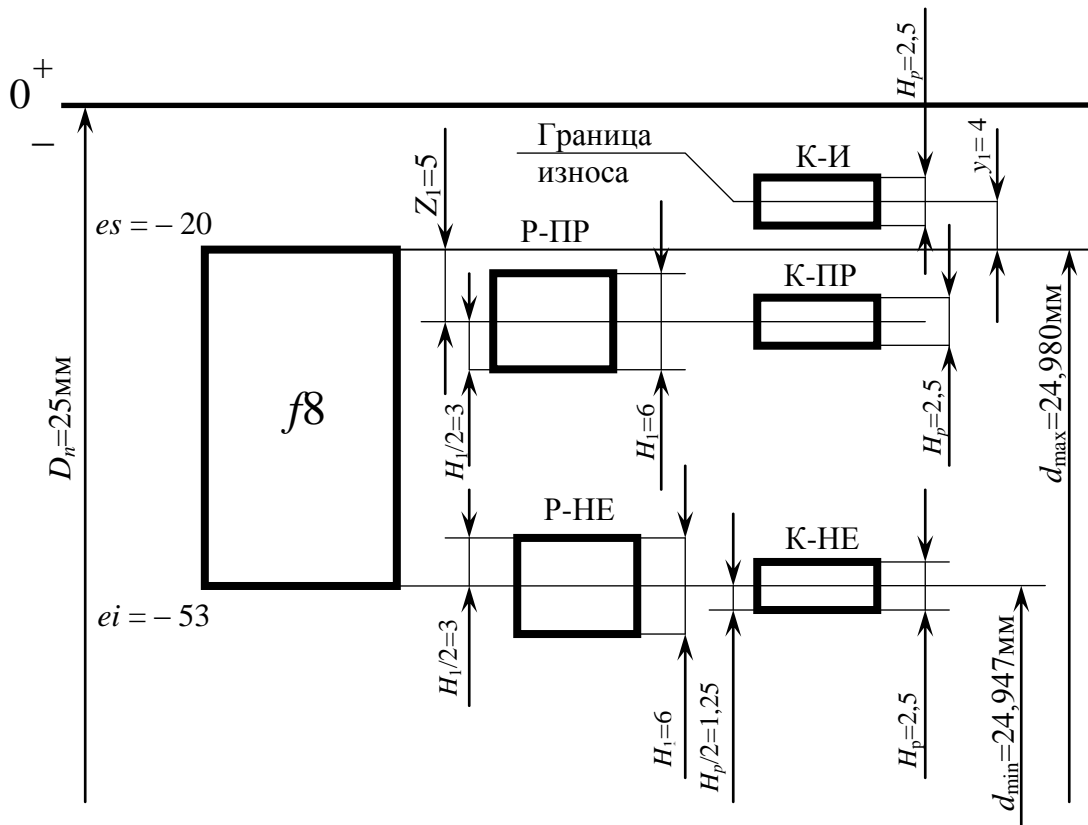 0
+
−
Dn=25мм
es = – 20
ei = – 53
f8
Z1=5
Р-ПР
H1/2=3
H1=6
Р-НЕ
H1/2=3
H1=6
Граница
износа
К-И
Hp=2,5
y1= 4
К-ПР
Hp=2,5
К-НЕ
Hp/2=1,25
Hp=2,5
dmax=24,980мм
dmin=24,947мм